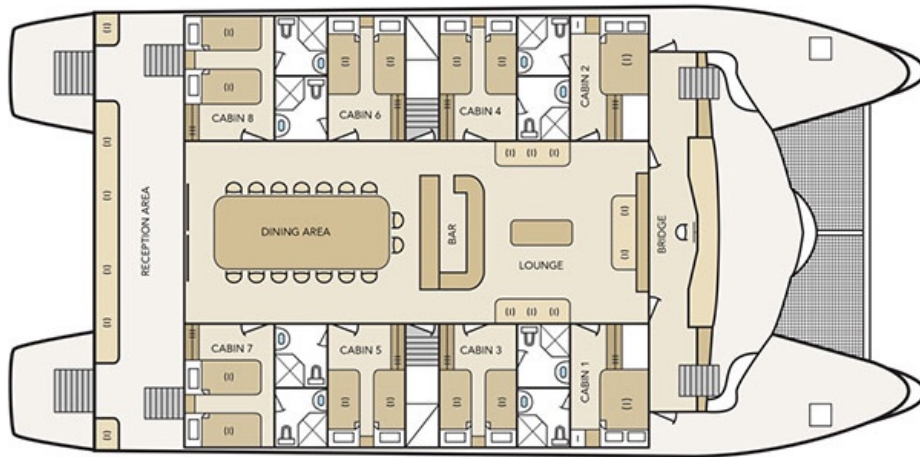 CABIN 8
CABIN 6
CABIN 4
CABIN 2
RECEPTION AREA
DINING AREA
BAR
LOUNGE
BRIDGE
CABIN 7
CABIN 5
CABIN 3
CABIN 1